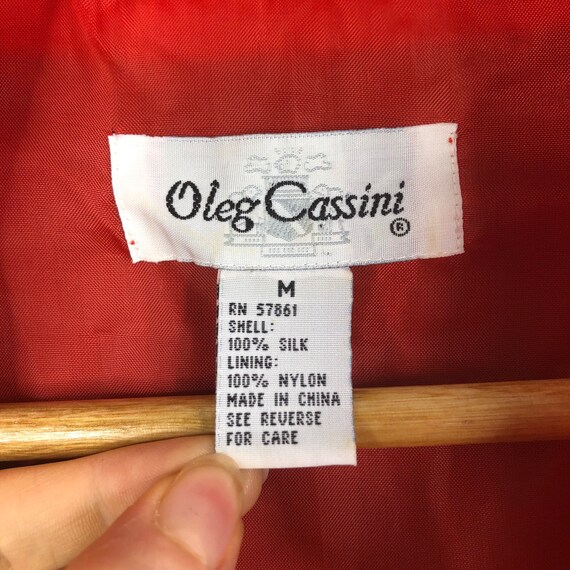 Oleg Cassini ®
M
RN 57861
SHELL:
100% SILK
LINING:
100% NYLON
MADE IN CHINA
SEE REVERSE
FOR CARE